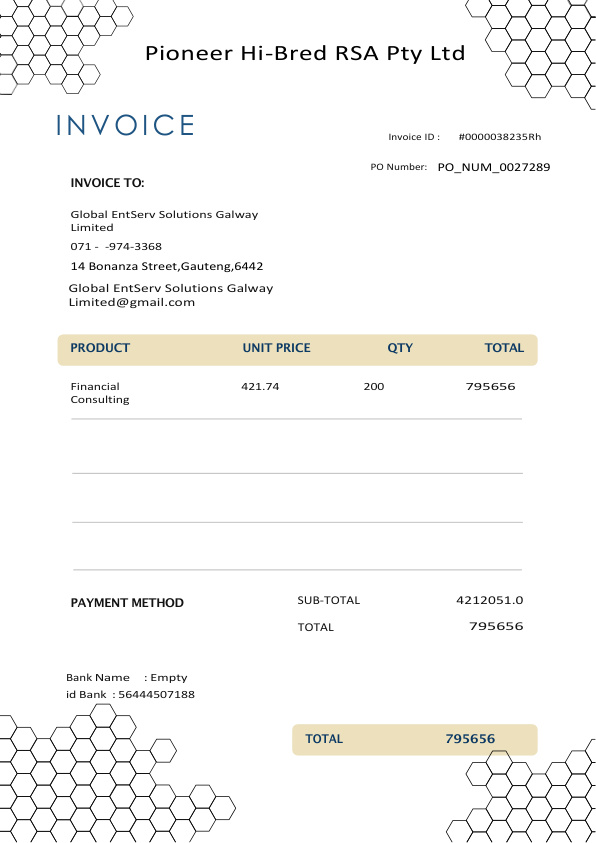 Pioneer Hi-Bred RSA Pty Ltd
INVOICE
Invoice ID : #0000038235Rh
PO Number: PO_NUM_0027289
INVOICE TO:
Global EntServ Solutions Galway
Limited
071 - -974-3368
14 Bonanza Street,Gauteng,6442
Global EntServ Solutions Galway
Limited@gmail.com
PRODUCT UNIT PRICE QTY TOTAL
Financial 421.74 200 795656
Consulting
SUB-TOTAL 4212051.0
PAYMENT METHOD
TOTAL 795656
Bank Name : Empty
id Bank : 56444507188
TOTAL 795656